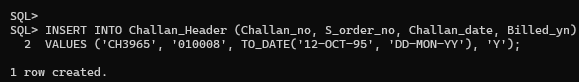 SQL>
SQL> INSERT INTO Challan_Header (Challan_no, S_order_no, Challan_date, Billed_yn)
2 VALUES ('CH3965', '010008', TO_DATE('12-OCT-95', 'DD-MON-YY'), 'Y');
1 row created.